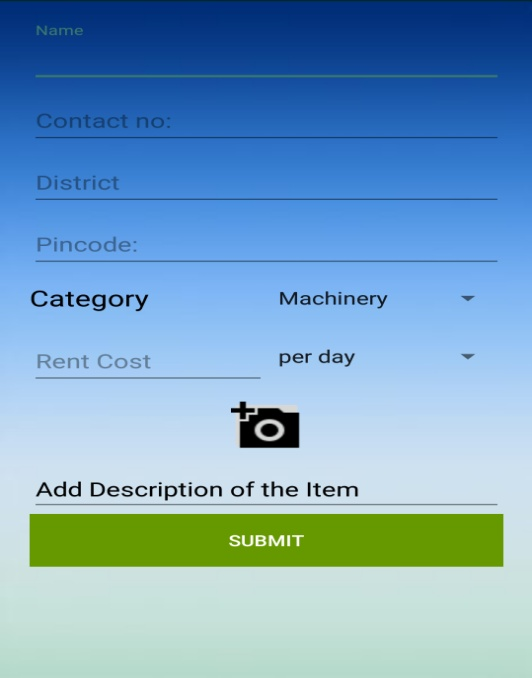 Name
Contact no:
District
Pincode:
Category Machinery
Rent Cost per day
Add Description of the Item
SUBMIT